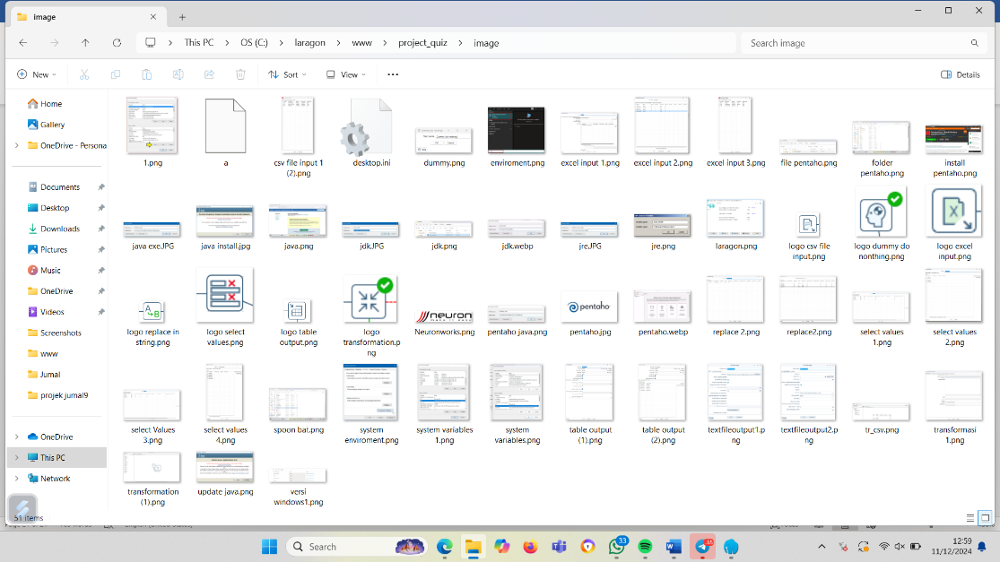 image
This PC
OS (C:)
laragon
www
project_quiz
image
Search image
New
Sort
View
Details
Home
Gallery
OneDrive - Persona
Documents
Desktop
Downloads
Pictures
Music
OneDrive
Videos
Screenshots
www
Jurnal
projek jurnal9
OneDrive
This PC
Network
1.png
a
csv file input 1
(2).png
desktop.ini
dummy.png
enviroment.png
excel input 1.png
excel input 2.png
excel input 3.png
file pentaho.png
folder
pentaho.png
install
pentaho.png
java exe.JPG
java install.jpg
java.png
jdk.JPG
jdk.png
jdk.webp
jre.JPG
jre.png
laragon.png
logo csv file
input.png
logo dummy do
nonthing.png
logo excel
input.png
logo replace in
string.png
logo select
values.png
logo table
output.png
logo
transformation.p
ng
neuron
Neuronworks.png
pentaho java.png
pentaho
pentaho.jpg
pentaho.webp
replace 2.png
replace2.png
select values
1.png
select values
2.png
select Values
3.png
select values
4.png
spoon bat.png
system
enviroment.png
system variables
1.png
system
variables.png
table output
(1).png
table output
(2).png
textfileoutput1.p
ng
textfileoutput2.p
ng
tr_csv.png
transformasi
1.png
transformation
(1).png
update java.png
versi
windows1.png
51 items
Search
33
12:59
11/12/2024